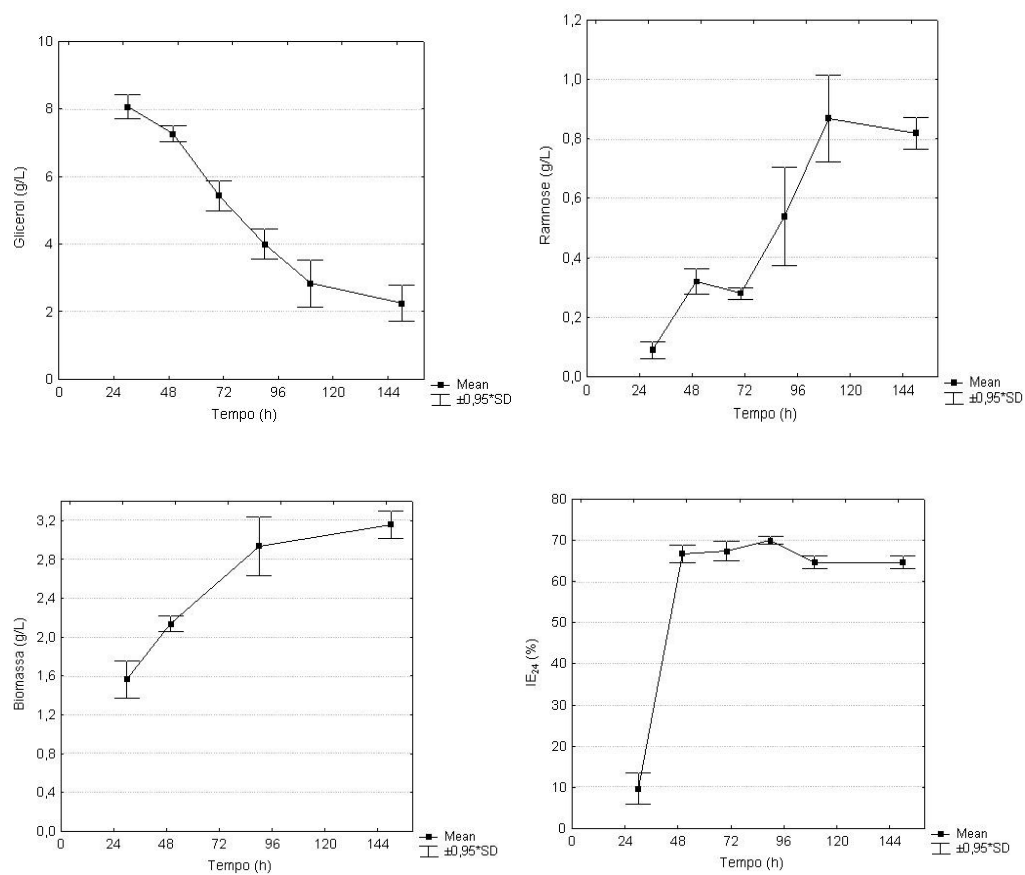 10
8
6
4
2
0
Glicerol (g/L)
0 24 48 72 96 120 144
Tempo (h)
Mean
±0,95*SD
1,2
1,0
0,8
0,6
0,4
0,2
0,0
Ramnose (g/L)
0 24 48 72 96 120 144
Tempo (h)
Mean
±0,95*SD
3,2
2,8
2,4
2,0
1,6
1,2
0,8
0,4
0,0
Biomassa (g/L)
0 24 48 72 96 120 144
Tempo (h)
Mean
±0,95*SD
80
70
60
50
40
30
20
10
0
IE24 (%)
0 24 48 72 96 120 144
Tempo (h)
Mean
±0,95*SD